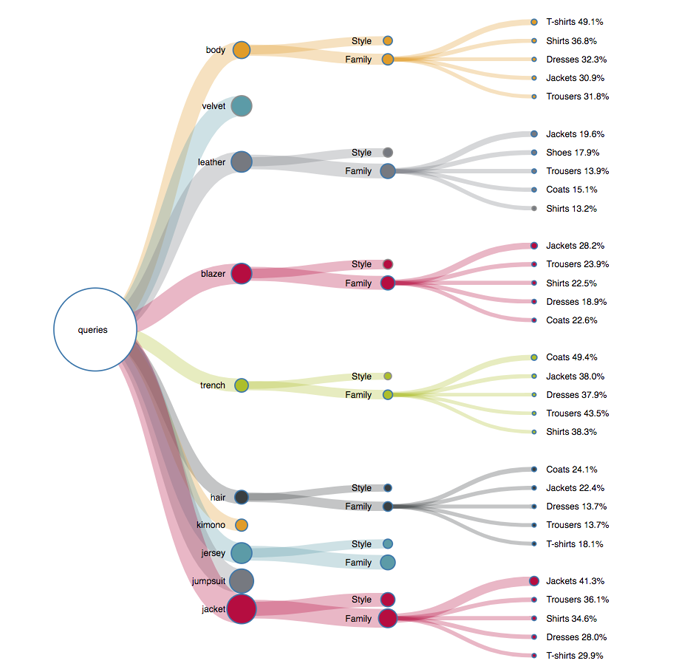 queries
body
Style
Family
T-shirts 49.1%
Shirts 36.8%
Dresses 32.3%
Jackets 30.9%
Trousers 31.8%
velvet
leather
Style
Family
Jackets 19.6%
Shoes 17.9%
Trousers 13.9%
Coats 15.1%
Shirts 13.2%
blazer
Style
Family
Jackets 28.2%
Trousers 23.9%
Shirts 22.5%
Dresses 18.9%
Coats 22.6%
trench
Style
Family
Coats 49.4%
Jackets 38.0%
Dresses 37.9%
Trousers 43.5%
Shirts 38.3%
hair
Style
Family
Coats 24.1%
Jackets 22.4%
Dresses 13.7%
Trousers 13.7%
T-shirts 18.1%
kimono
jersey
Style
Family
jumpsuit
jacket
Style
Family
Jackets 41.3%
Trousers 36.1%
Shirts 34.6%
Dresses 28.0%
T-shirts 29.9%